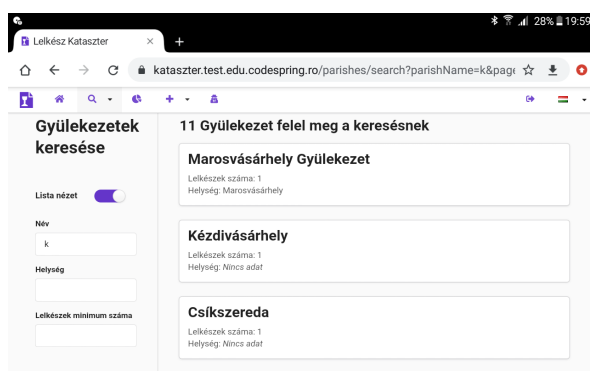 28% 19:59
Lelkész Kataszter
kataszter.test.edu.codespring.ro/parishes/search?parishName=k&page
Gyülekezetek
keresése
Lista nézet
Név
k
Helység
Lelkészek minimum száma
11 Gyülekezet felel meg a keresésnek
Marosvásárhely Gyülekezet
Lelkészek száma: 1
Helység: Marosvásárhely
Kézdivásárhely
Lelkészek száma: 1
Helység: Nincs adat
Csíkszereda
Lelkészek száma: 1
Helység: Nincs adat